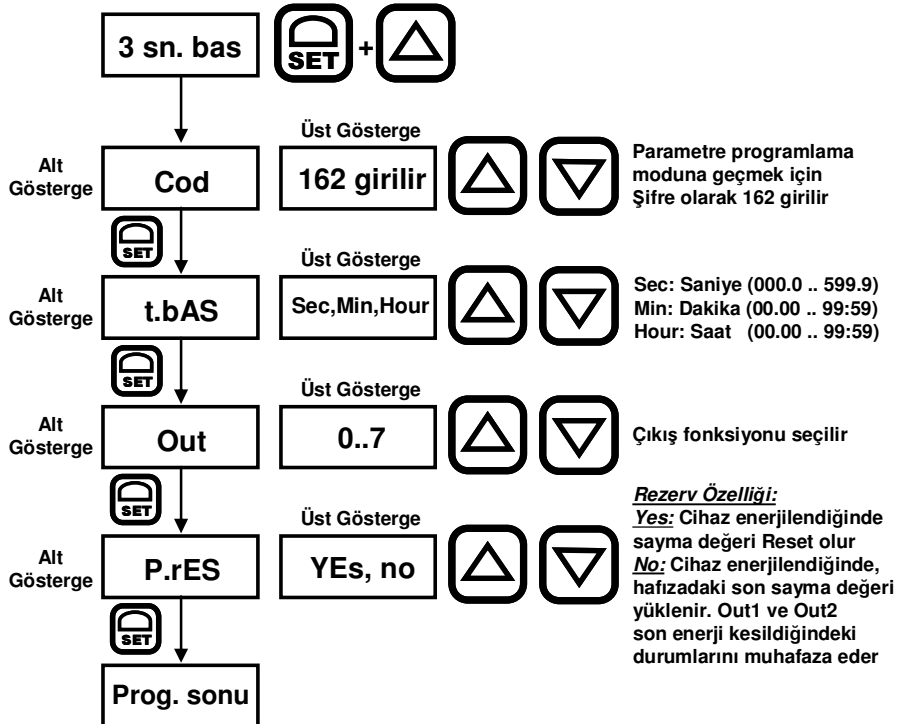 3 sn. bas
SET
+
Üst Gösterge
Alt
Gösterge
Cod
162 girilir
Parametre programlama
moduna geçmek için
Şifre olarak 162 girilir
SET
Üst Gösterge
Alt
Gösterge
t.bAS
Sec,Min,Hour
Sec: Saniye (000.0 .. 599.9)
Min: Dakika (00.00 .. 99:59)
Hour: Saat (00.00 .. 99:59)
SET
Üst Gösterge
Alt
Gösterge
Out
0..7
Çıkış fonksiyonu seçilir
SET
Üst Gösterge
Alt
Gösterge
P.rES
YEs, no
Rezerv Özelliği:
Yes: Cihaz enerjilendiğinde
sayma değeri Reset olur
No: Cihaz enerjilendiğinde,
hafızadaki son sayma değeri
yüklenir. Out1 ve Out2
son enerji kesildiğindeki
durumlarını muhafaza eder
SET
Prog. sonu